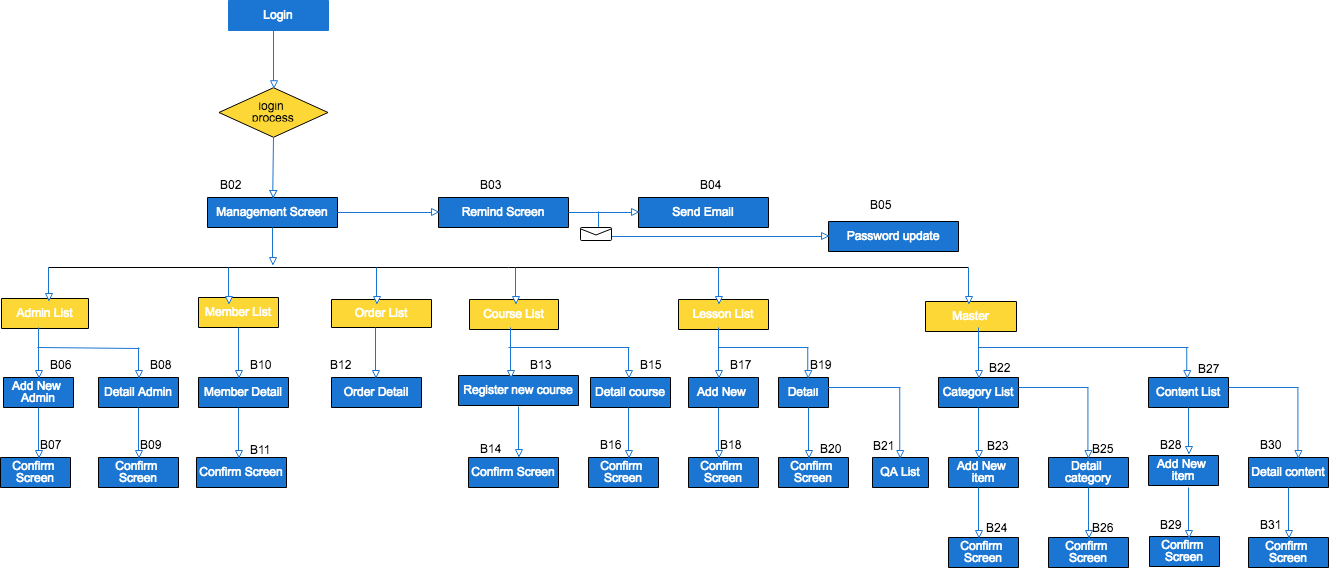 Login
login
process
B02
B03
B04
B05
Management Screen
Remind Screen
Send Email
Password update
Admin List
Member List
Order List
Course List
Lesson List
Master
B06
B08
B10
B12
B13
B15
B17
B19
B22
B27
Add New
Admin
Detail Admin
Member Detail
Order Detail
Register new course
Detail course
Add New
Detail
Category List
Content List
B07
B09
B11
B14
B16
B18
B20
B21
B23
B25
B28
B30
Confirm
Screen
Confirm
Screen
Confirm Screen
Confirm Screen
Confirm
Screen
Confirm
Screen
Confirm
Screen
QA List
Add New
item
Detail
category
Add New
item
Detail content
B24
B26
B29
B31
Confirm
Screen
Confirm
Screen
Confirm
Screen
Confirm
Screen